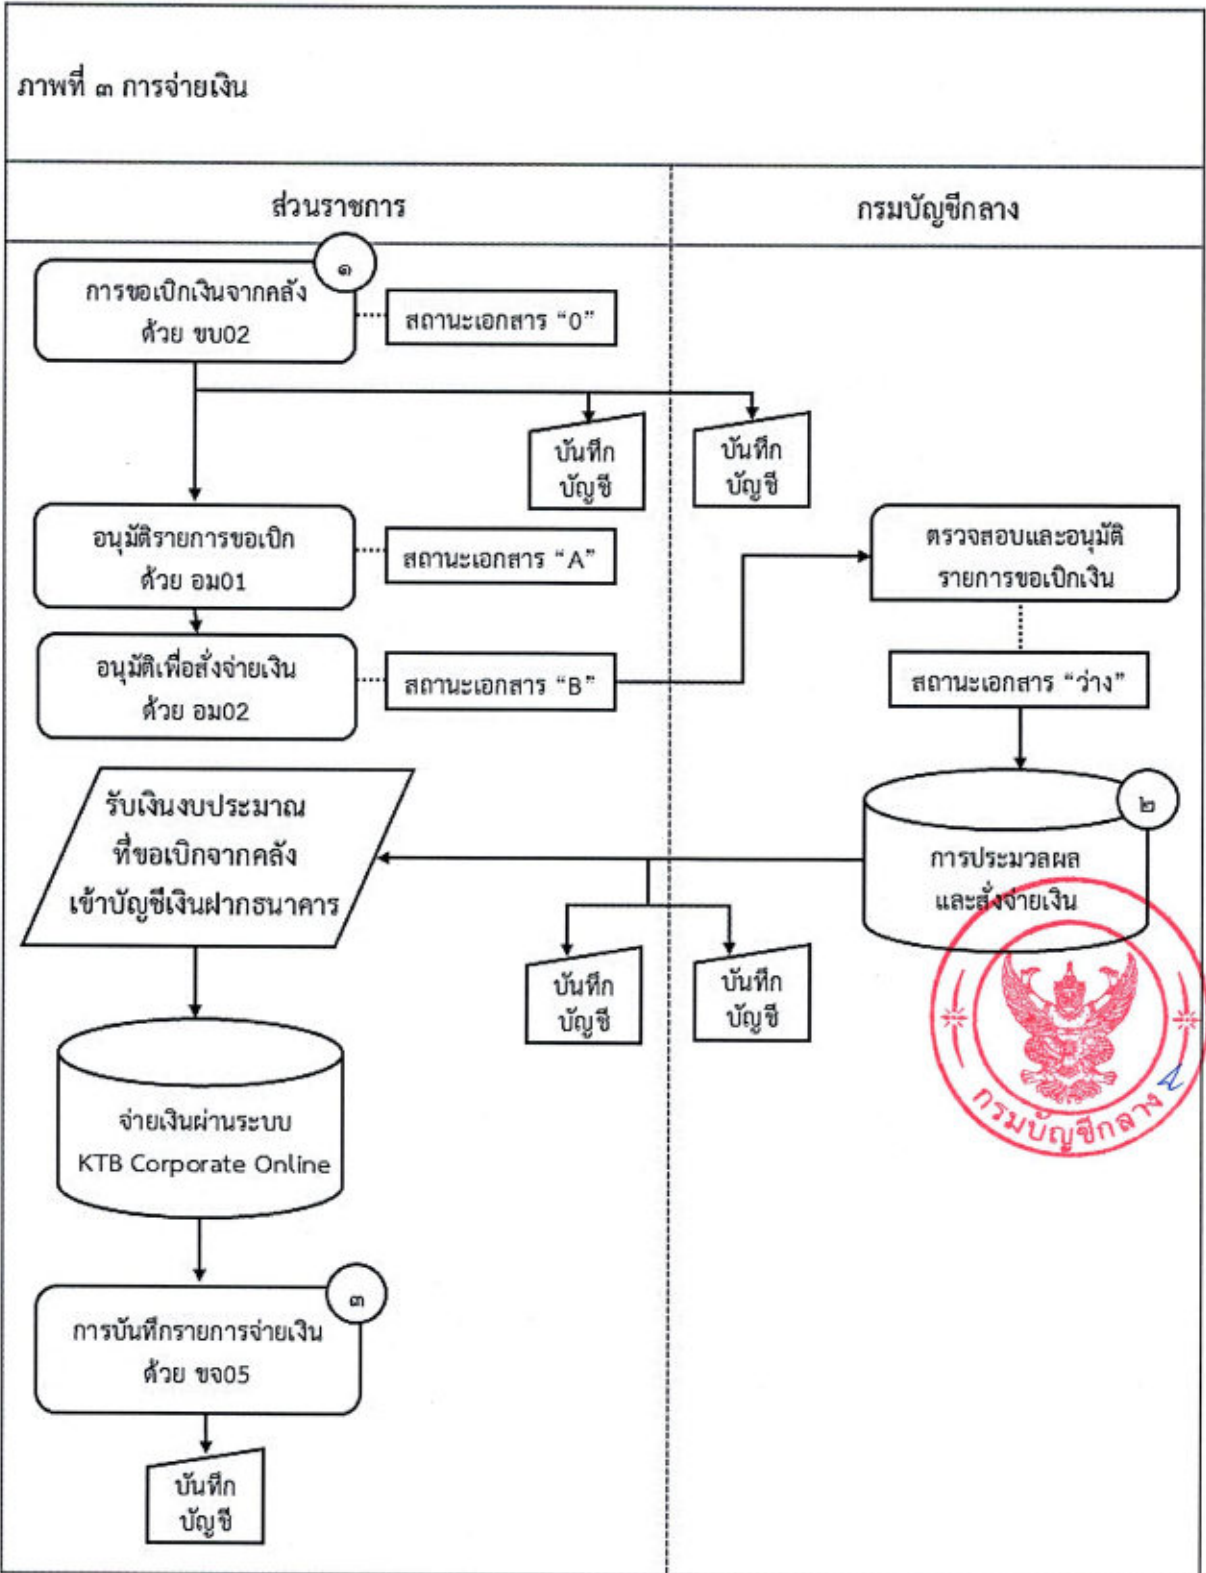 ภาพที่ ๓ การจ่ายเงิน
ส่วนราชการ
กรมบัญชีกลาง
๑
การขอเบิกเงินจากคลัง
ด้วย ขบ02
สถานะเอกสาร “0”
บันทึก
บัญชี
บันทึก
บัญชี
อนุมัติรายการขอเบิก
ด้วย อม01
สถานะเอกสาร “A”
ตรวจสอบและอนุมัติ
รายการขอเบิกเงิน
อนุมัติเพื่อสั่งจ่ายเงิน
ด้วย อม02
สถานะเอกสาร “B”
สถานะเอกสาร “ว่าง”
๒
การประมวลผล
และสั่งจ่ายเงิน
รับเงินงบประมาณ
ที่ขอเบิกจากคลัง
เข้าบัญชีเงินฝากธนาคาร
บันทึก
บัญชี
บันทึก
บัญชี
กรมบัญชีกลาง
จ่ายเงินผ่านระบบ
KTB Corporate Online
๓
การบันทึกรายการจ่ายเงิน
ด้วย ขจ05
บันทึก
บัญชี